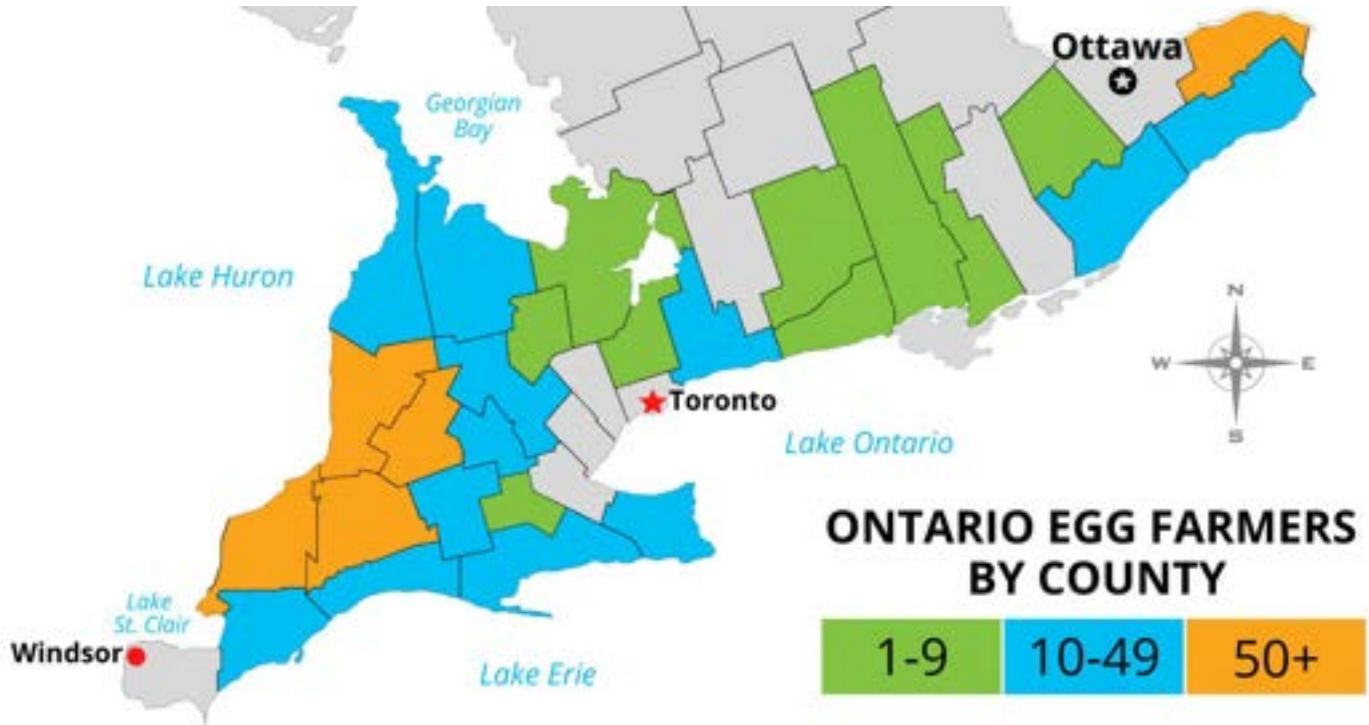 Ottawa
Georgian
Bay
Lake Huron
N
W
E
S
Toronto
Lake Ontario
ONTARIO EGG FARMERS
BY COUNTY
Lake
St. Clair
Windsor
Lake Erie
1-9
10-49
50+